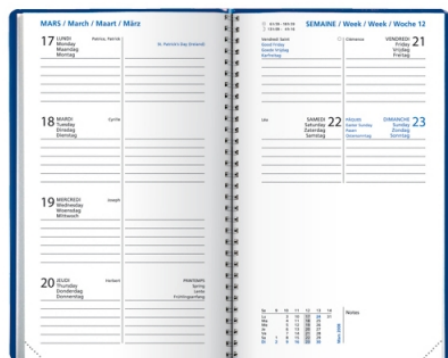 MARS / March / Maart / März
17 LUNDI
Monday
Maandag
Montag
Patrice, Patrick
St. Patrick's Day (Ireland)
18 MARDI
Tuesday
Dinsdag
Dienstag
Cyrille
19 MERCREDI
Wednesday
Woensdag
Mittwoch
Joseph
20 JEUDI
Thursday
Donderdag
Donnerstag
Herbert
Printemps
Spring
Lente
Frühlingsanfang
SEMAINE / Week / Week / Woche 12
Vendredi Saint
Good Friday
Goede Vrijdag
Karfreitag
Clémence
VENDREDI 21
Friday
Vrijdag
Freitag
Léa
SAMEDI 22
Saturday
Zaterdag
Samstag
PÂQUES
Easter Sunday
Pasen
Ostersonntag
DIMANCHE 23
Sunday
Zondag
Sonntag
Notes